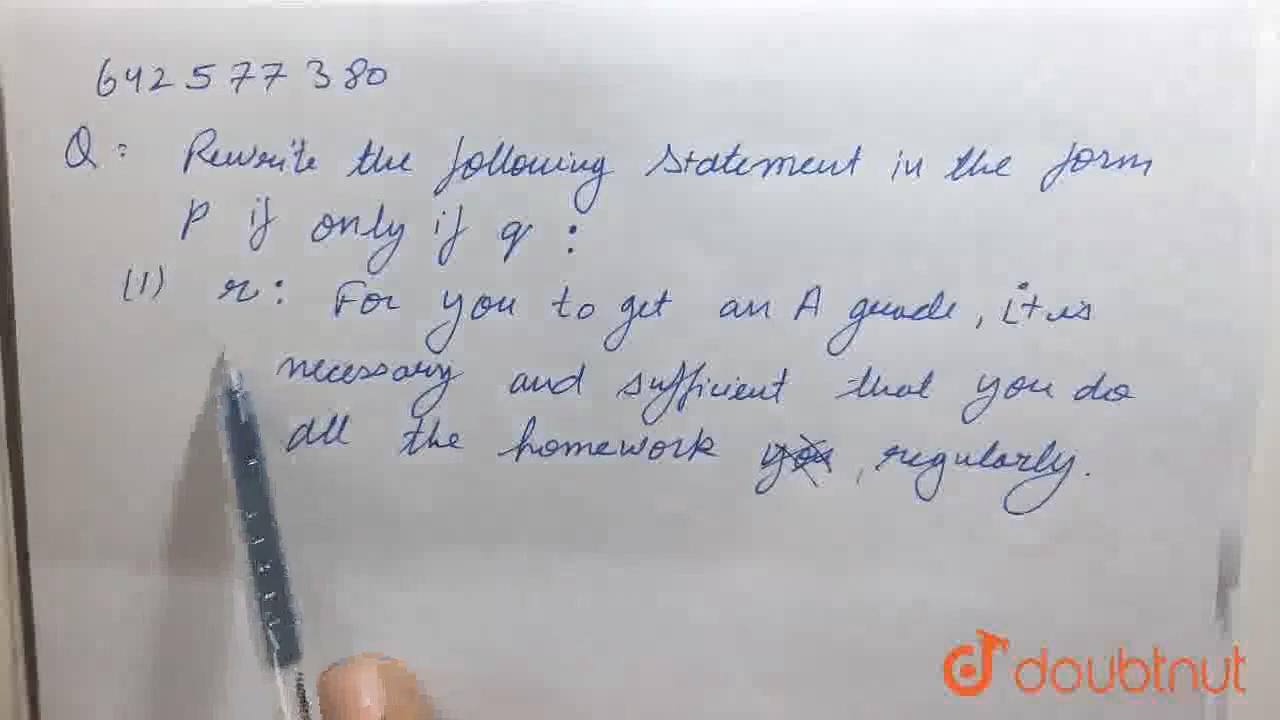 642577380
Q: Rewrite the following statement in the form
p if only if q :
(1) r: For you to get an A grade, it is
necessary and sufficient that you do
all the homework you, regularly.
doubtnut